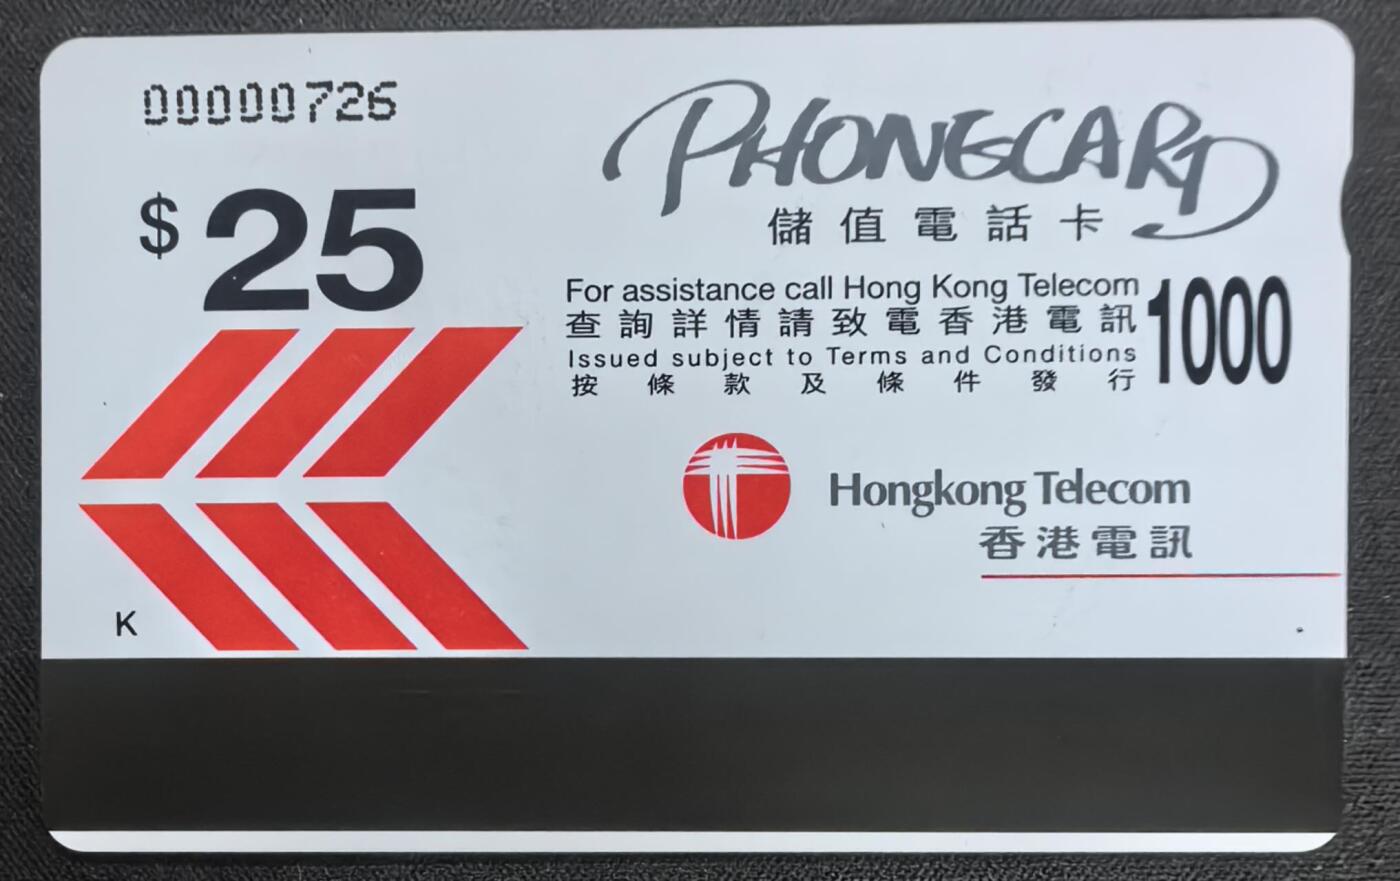 00000726
$25
PHONECARD
儲值電話卡
For assistance call Hong Kong Telecom 1000
查詢詳情請致電香港電訊
Issued subject to Terms and Conditions
按條款及條件發行
Hongkong Telecom
香港電訊
K